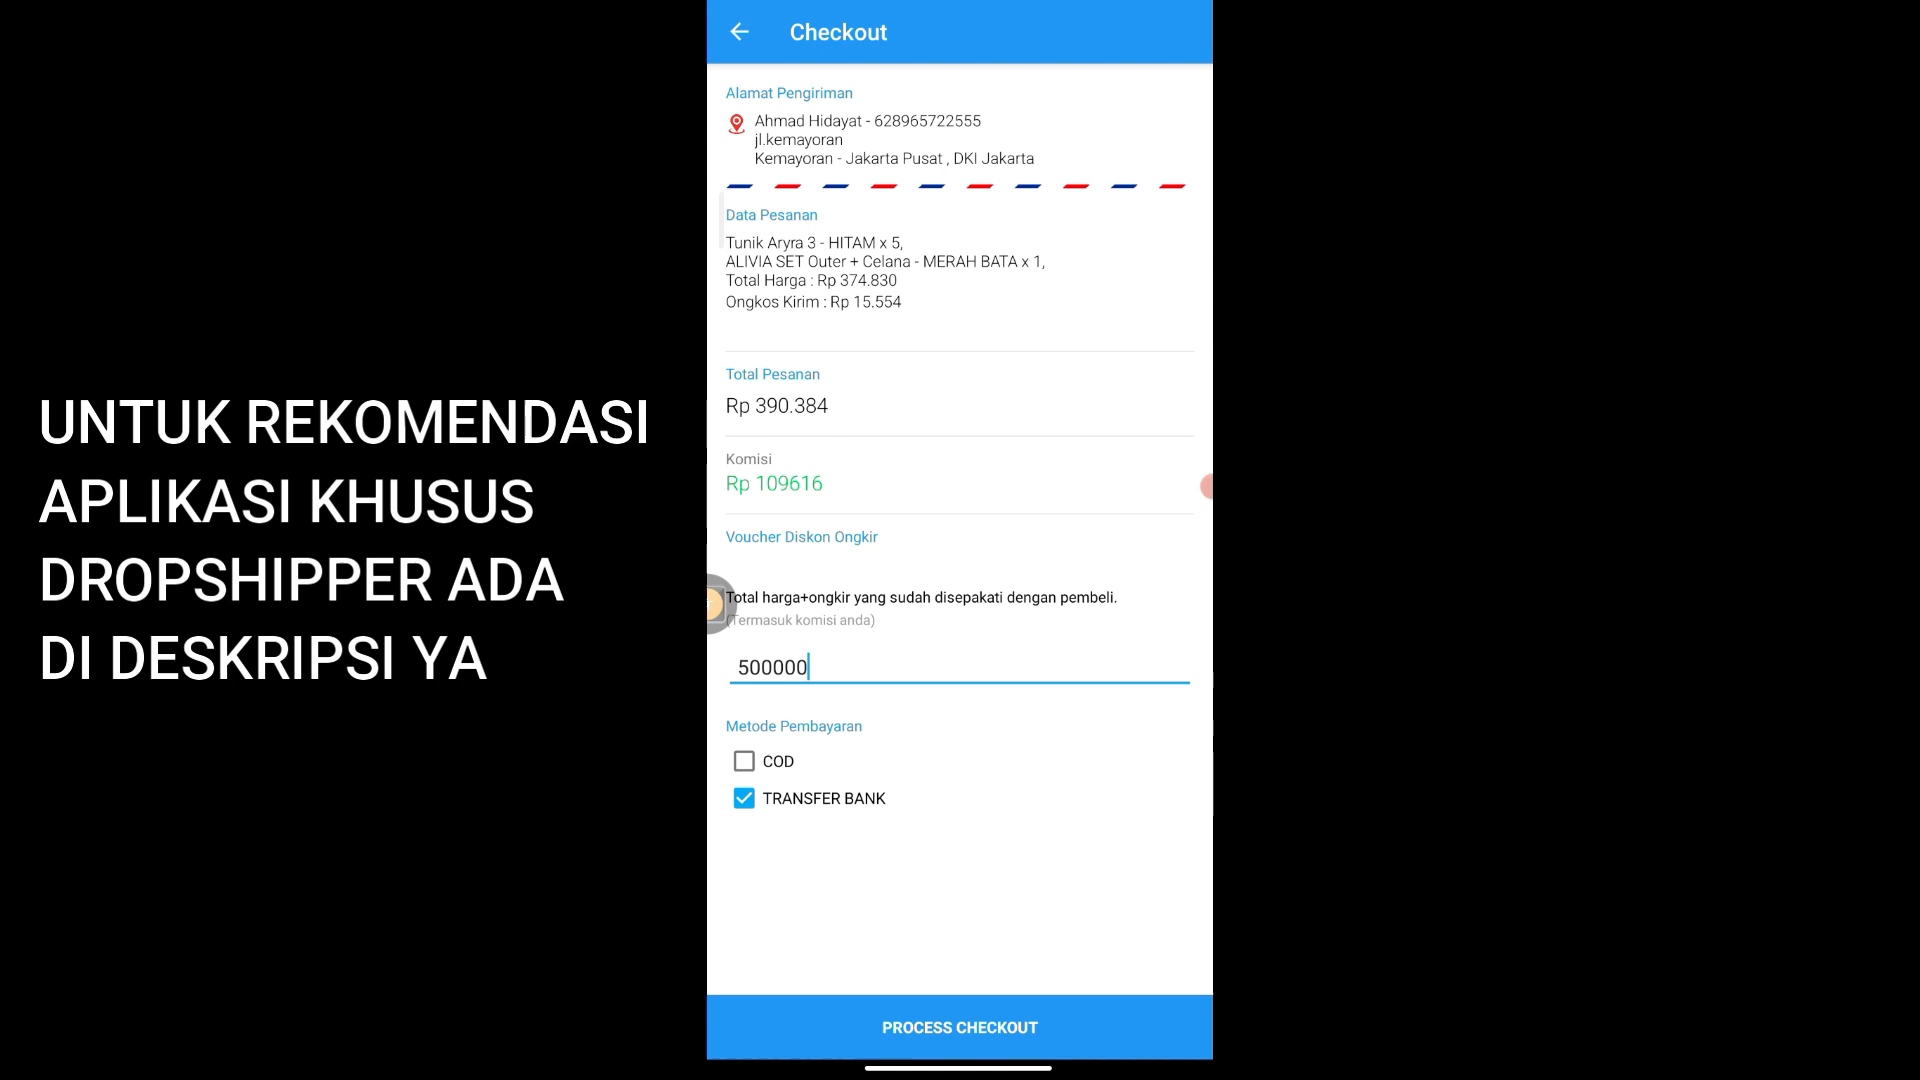 UNTUK REKOMENDASI
APLIKASI KHUSUS
DROPSHIPPER ADA
DI DESKRIPSI YA
Checkout
Alamat Pengiriman
Ahmad Hidayat - 628965722555
jl.kemayoran
Kemayoran - Jakarta Pusat , DKI Jakarta
Data Pesanan
Tunik Aryra 3 - HITAM x 5,
ALIVIA SET Outer + Celana - MERAH BATA x 1,
Total Harga : Rp 374.830
Ongkos Kirim : Rp 15.554
Total Pesanan
Rp 390.384
Komisi
Rp 109616
Voucher Diskon Ongkir
Total harga+ongkir yang sudah disepakati dengan pembeli.
(Termasuk komisi anda)
500000
Metode Pembayaran
COD
TRANSFER BANK
PROCESS CHECKOUT